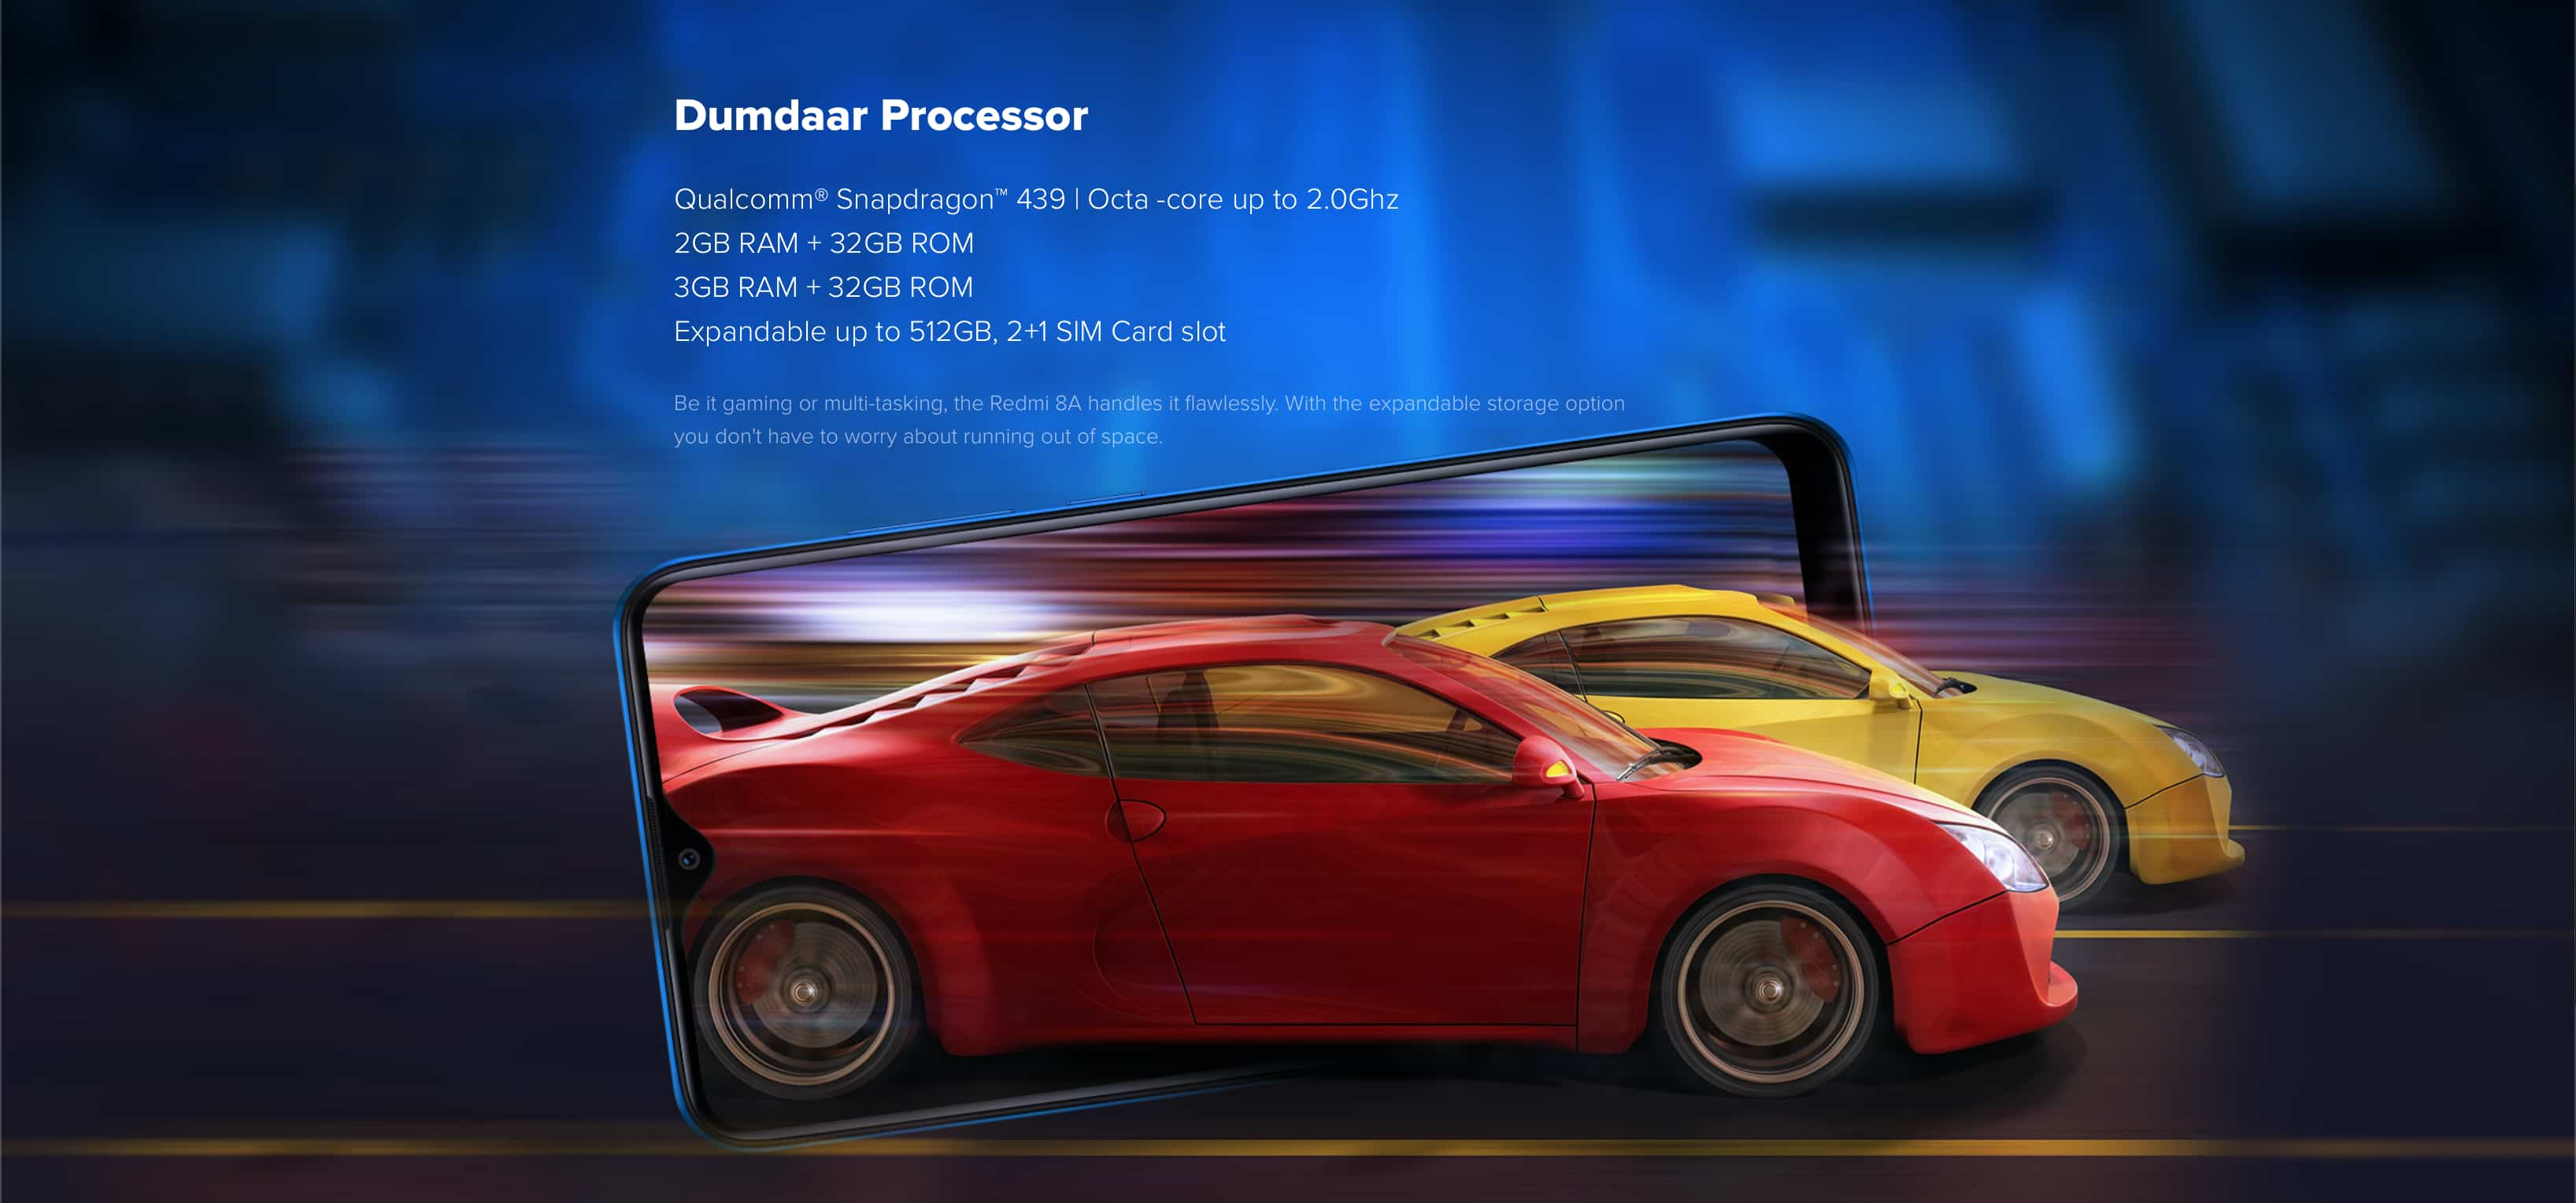 Dumdaar Processor
Qualcomm® Snapdragon™ 439 | Octa -core up to 2.0Ghz
2GB RAM + 32GB ROM
3GB RAM + 32GB ROM
Expandable up to 512GB, 2+1 SIM Card slot
Be it gaming or multi-tasking, the Redmi 8A handles it flawlessly. With the expandable storage option
you don't have to worry about running out of space.